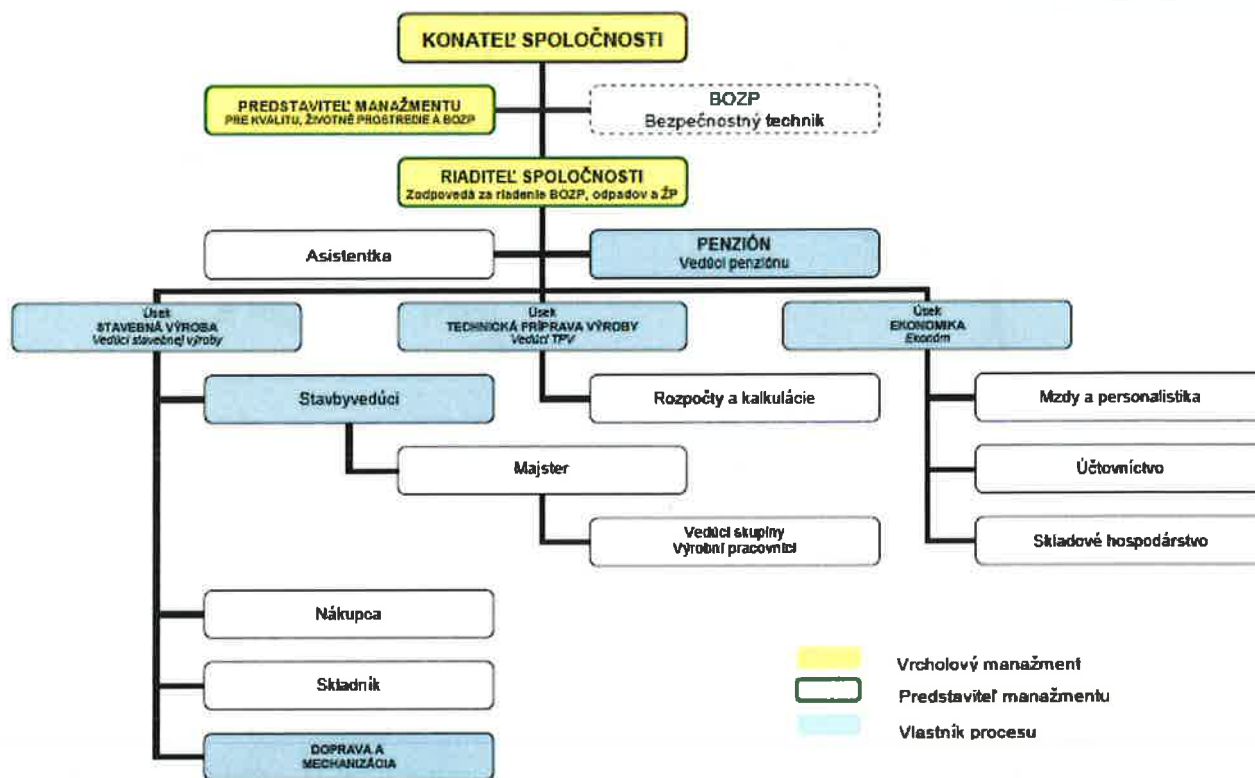 KONATEĽ SPOLOČNOSTI
PREDSTAVITEĽ MANAŽMENTU
PRE KVALITU, ŽIVOTNÉ PROSTREDIE A BOZP
BOZP
Bezpečnostný technik
RIADITEĽ SPOLOČNOSTI
Zodpovedá za riadenie BOZP, odpadov a ŽP
Asistentka
PENZIÓN
Vedúci penziónu
Úsek
STAVEBNÁ VÝROBA
Vedúci stavebnej výroby
Úsek
TECHNICKÁ PRÍPRAVA VÝROBY
Vedúci TPV
Úsek
EKONOMIKA
Ekonóm
Stavbyvedúci
Rozpočty a kalkulácie
Mzdy a personalistika
Majster
Účtovníctvo
Vedúci skupiny
Výrobní pracovníci
Skladové hospodárstvo
Nákupca
Skladník
DOPRAVA A
MECHANIZÁCIA
Vrcholový manažment
Predstaviteľ manažmentu
Vlastník procesu